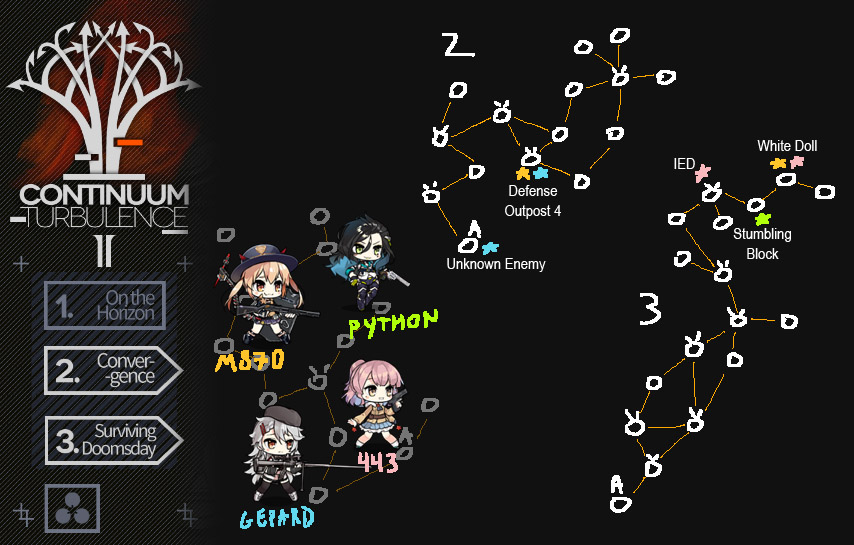 CONTINUUM
TURBULENCE
II
1. On the
Horizon
2. Conver-
-gence
3. Surviving
Doomsday
2
A
Unknown Enemy
Defense
Outpost 4
3
A
IED
White Doll
Stumbling
Block
PYTHON
M870
443
A
GEPARD